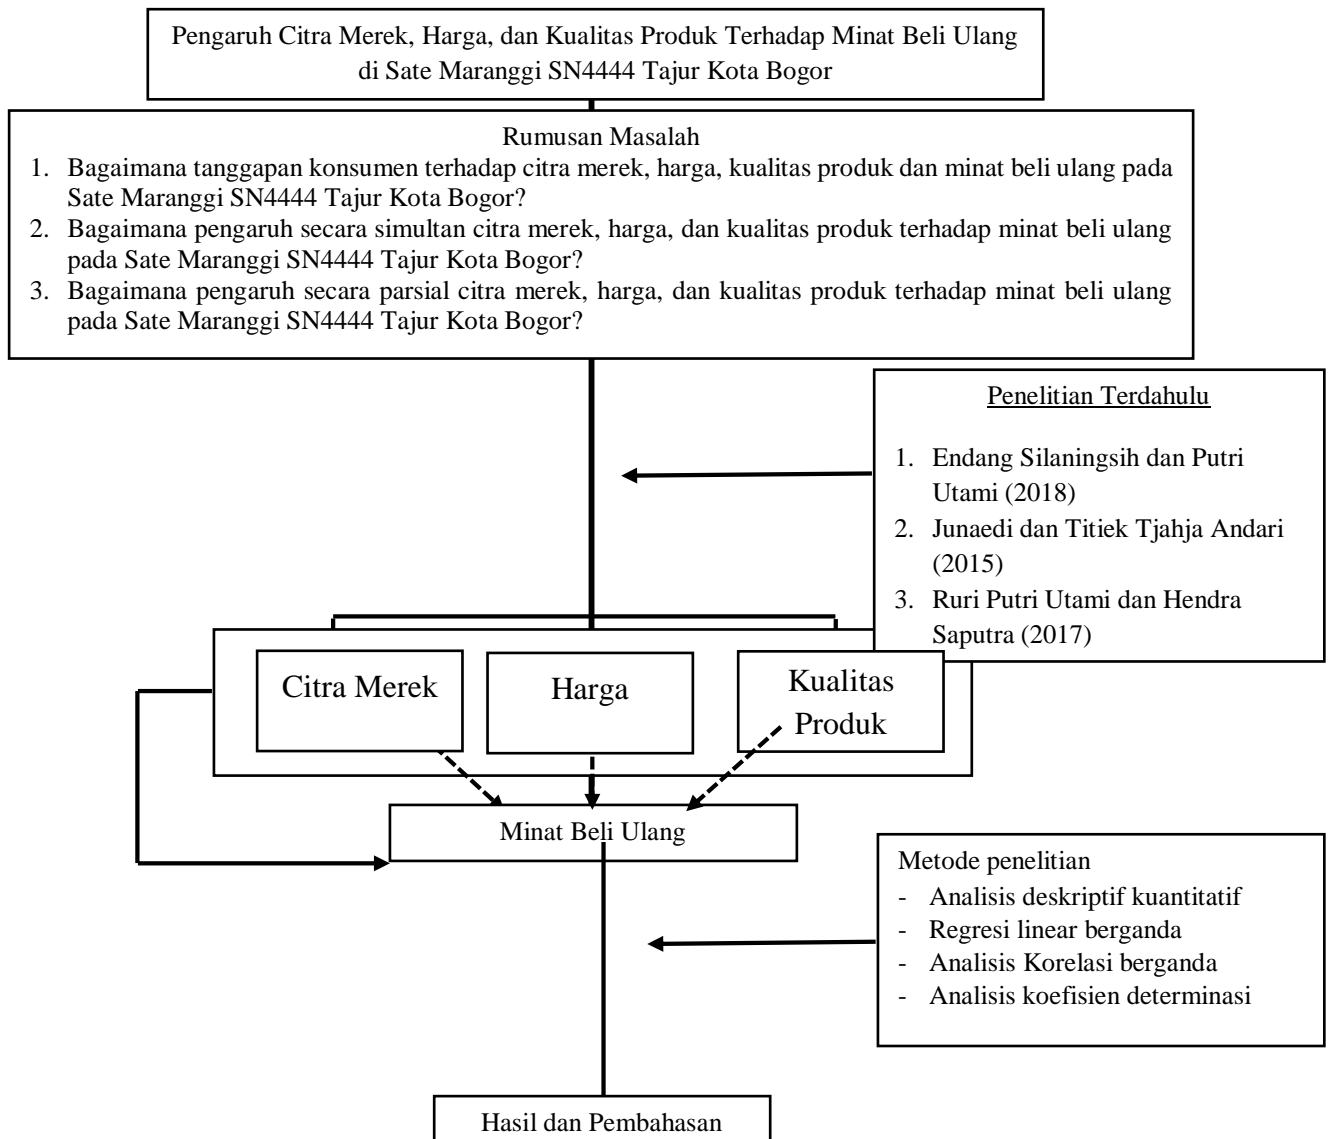 Pengaruh Citra Merek, Harga, dan Kualitas Produk Terhadap Minat Beli Ulang
di Sate Maranggi SN4444 Tajur Kota Bogor
Rumusan Masalah
1. Bagaimana tanggapan konsumen terhadap citra merek, harga, kualitas produk dan minat beli ulang pada
Sate Maranggi SN4444 Tajur Kota Bogor?
2. Bagaimana pengaruh secara simultan citra merek, harga, dan kualitas produk terhadap minat beli ulang
pada Sate Maranggi SN4444 Tajur Kota Bogor?
3. Bagaimana pengaruh secara parsial citra merek, harga, dan kualitas produk terhadap minat beli ulang
pada Sate Maranggi SN4444 Tajur Kota Bogor?
Penelitian Terdahulu
1. Endang Silaningsih dan Putri
Utami (2018)
2. Junaedi dan Titiek Tjahja Andari
(2015)
3. Ruri Putri Utami dan Hendra
Saputra (2017)
Citra Merek
Harga
Kualitas
Produk
Minat Beli Ulang
Metode penelitian
- Analisis deskriptif kuantitatif
- Regresi linear berganda
- Analisis Korelasi berganda
- Analisis koefisien determinasi
Hasil dan Pembahasan